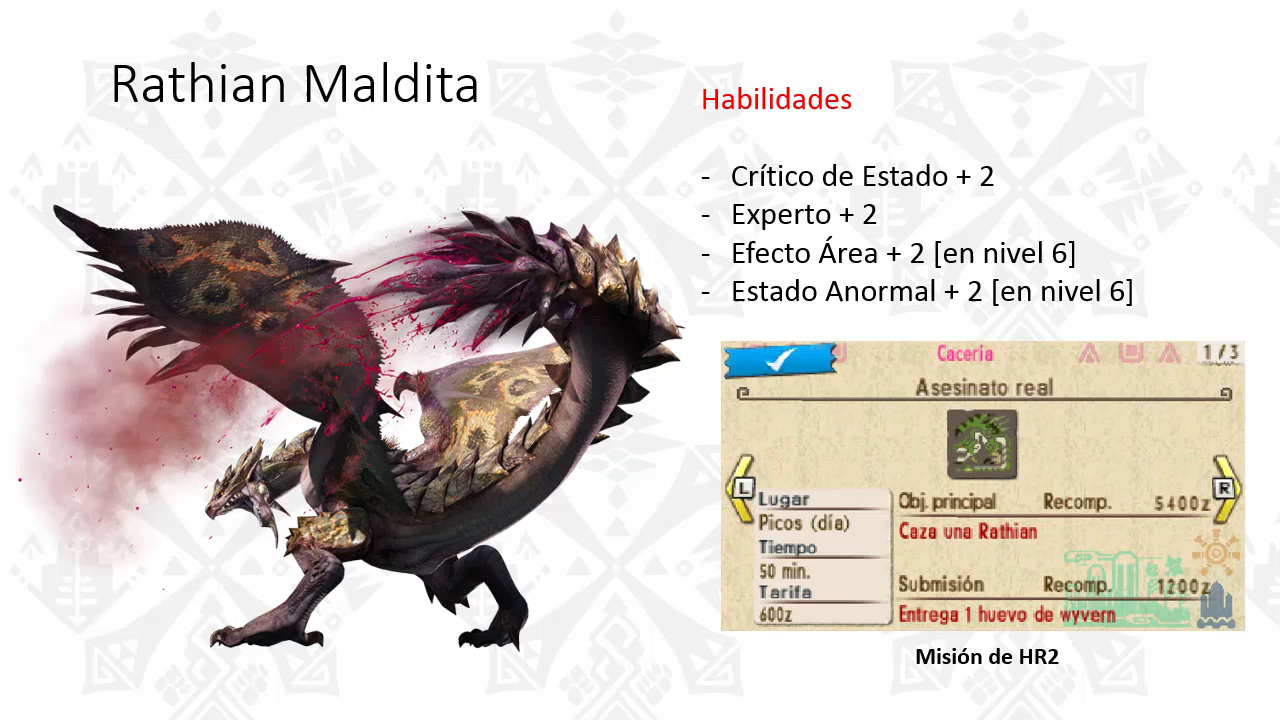 Rathian Maldita
Habilidades
- Crítico de Estado + 2
- Experto + 2
- Efecto Área + 2 [en nivel 6]
- Estado Anormal + 2 [en nivel 6]
Cacería
1/3
Asesinato real
L
R
Lugar
Picos (día)
Tiempo
50 min.
Tarifa
600z
Obj. principal Recomp. 5400z
Caza una Rathian
Submisión Recomp. 1200z
Entrega 1 huevo de wyvern
Misión de HR2